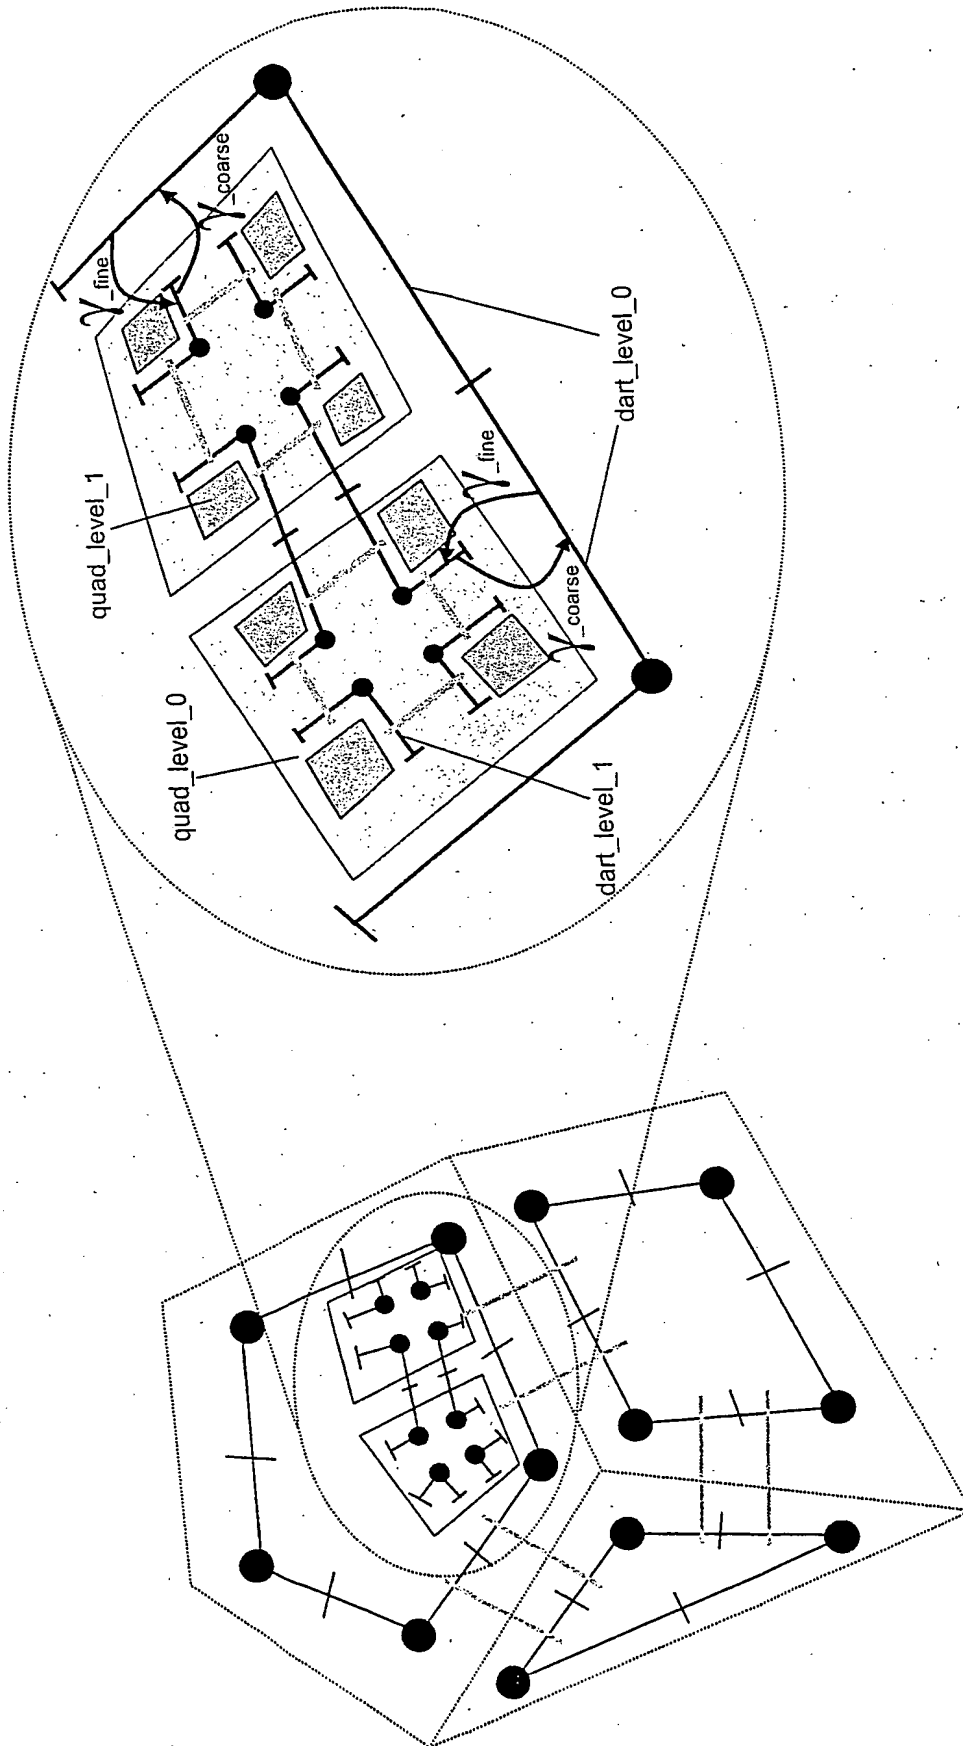 quad_level_0
quad_level_1
γ_fine
γ_coarse
γ_fine
γ_coarse
dart_level_1
dart_level_0